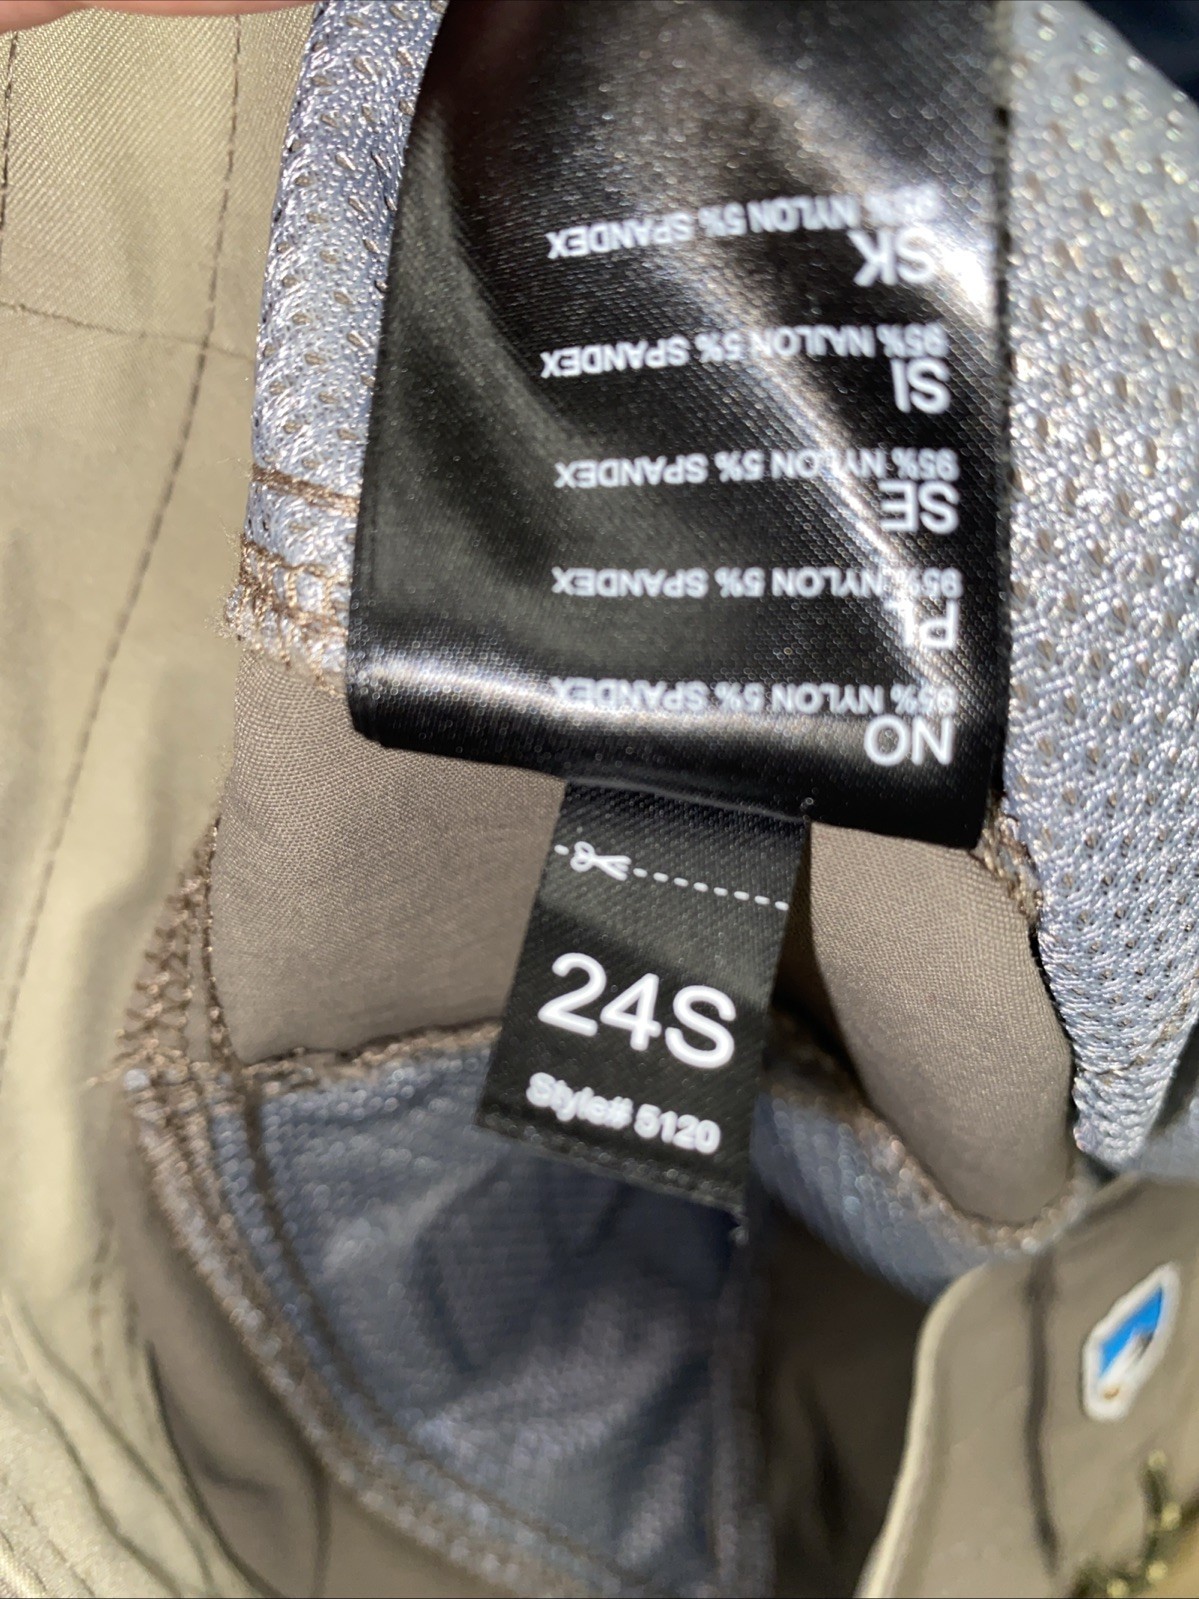 NO
95% NYLON 5% SPANDEX
PL
95% NYLON 5% SPANDEX
SE
95% NYLON 5% SPANDEX
SI
95% NAJLON 5% SPANDEX
SK
95% NYLON 5% SPANDEX
24S
Style# 5120